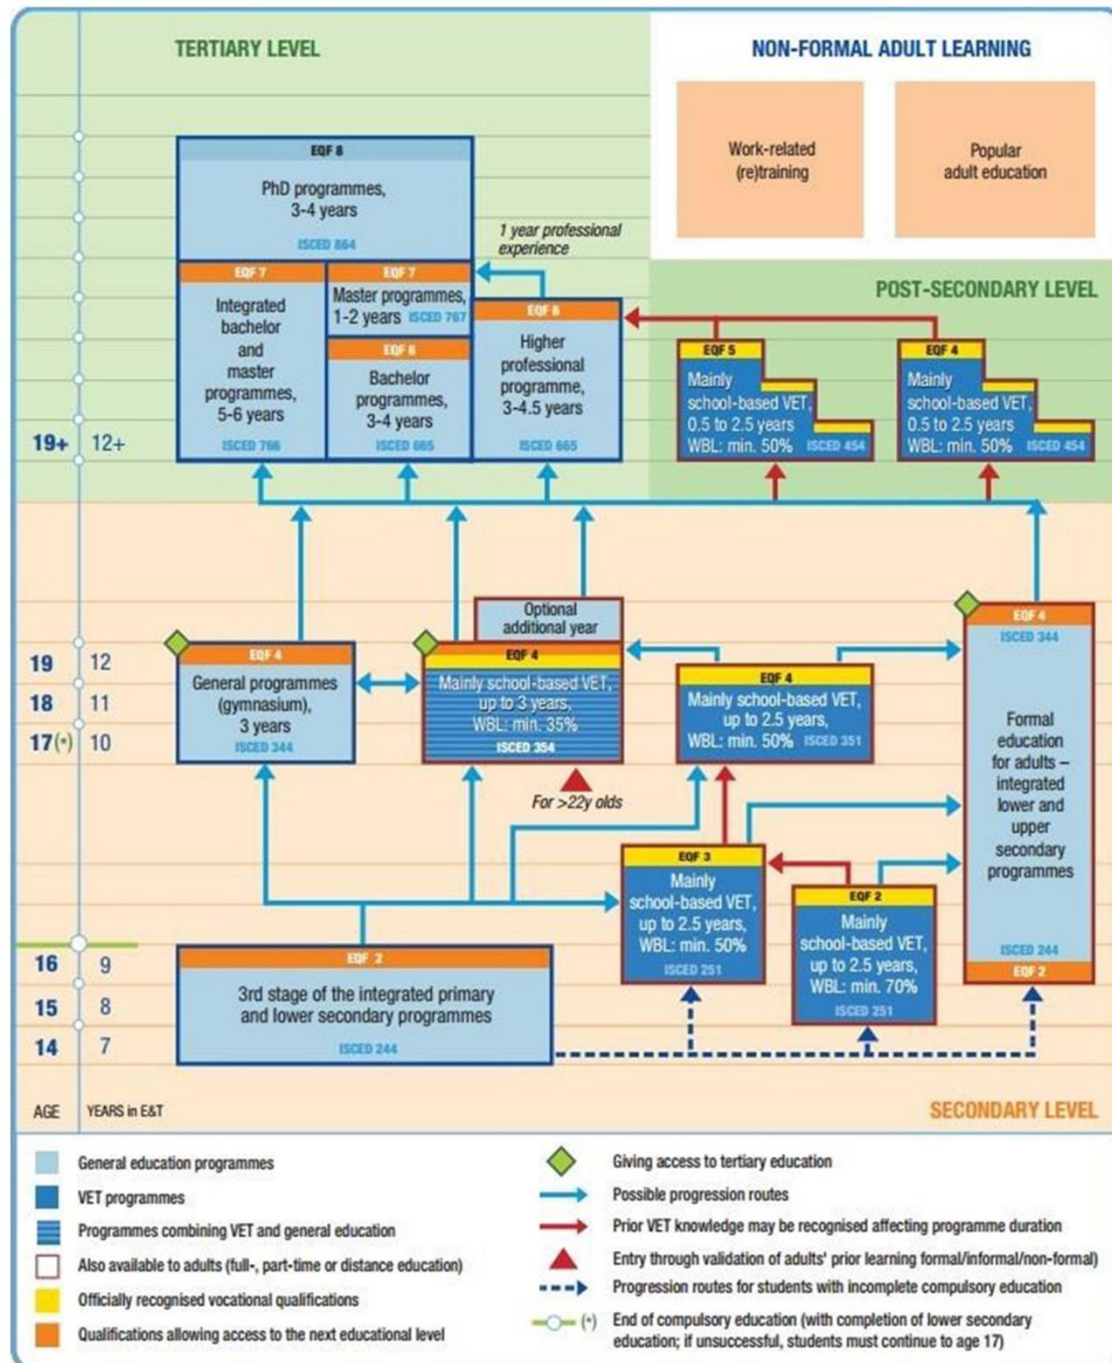 TERTIARY LEVEL
NON-FORMAL ADULT LEARNING
Work-related
(re)training
Popular
adult education
EQF 8
PhD programmes,
3-4 years
ISCED 864
1 year professional
experience
POST-SECONDARY LEVEL
EQF 7
Integrated
bachelor
and
master
programmes,
5-6 years
ISCED 766
EQF 7
Master programmes,
1-2 years ISCED 767
EQF 6
Bachelor
programmes,
3-4 years
ISCED 665
EQF 6
Higher
professional
programme,
3-4.5 years
ISCED 665
EQF 5
Mainly
school-based VET,
0.5 to 2.5 years
WBL: min. 50% ISCED 454
EQF 4
Mainly
school-based VET,
0.5 to 2.5 years
WBL: min. 50% ISCED 454
19+ 12+
Optional
additional year
EQF 4
General programmes
(gymnasium),
3 years
ISCED 344
EQF 4
Mainly school-based VET,
up to 3 years,
WBL: min. 35%
ISCED 354
For >22y olds
EQF 4
Mainly school-based VET,
up to 2.5 years,
WBL: min. 50% ISCED 351
EQF 4
ISCED 344
Formal
education
for adults –
integrated
lower and
upper
secondary
programmes
ISCED 244
EQF 2
19 12
18 11
17(*) 10
EQF 3
Mainly
school-based VET,
up to 2.5 years,
WBL: min. 50%
ISCED 251
EQF 2
Mainly
school-based VET,
up to 2.5 years,
WBL: min. 70%
ISCED 251
EQF 2
3rd stage of the integrated primary
and lower secondary programmes
ISCED 244
16 9
15 8
14 7
AGE YEARS in E&T
SECONDARY LEVEL
General education programmes
VET programmes
Programmes combining VET and general education
Also available to adults (full-, part-time or distance education)
Officially recognised vocational qualifications
Qualifications allowing access to the next educational level
Giving access to tertiary education
Possible progression routes
Prior VET knowledge may be recognised affecting programme duration
Entry through validation of adults' prior learning formal/informal/non-formal)
Progression routes for students with incomplete compulsory education
(*) End of compulsory education (with completion of lower secondary
education; if unsuccessful, students must continue to age 17)